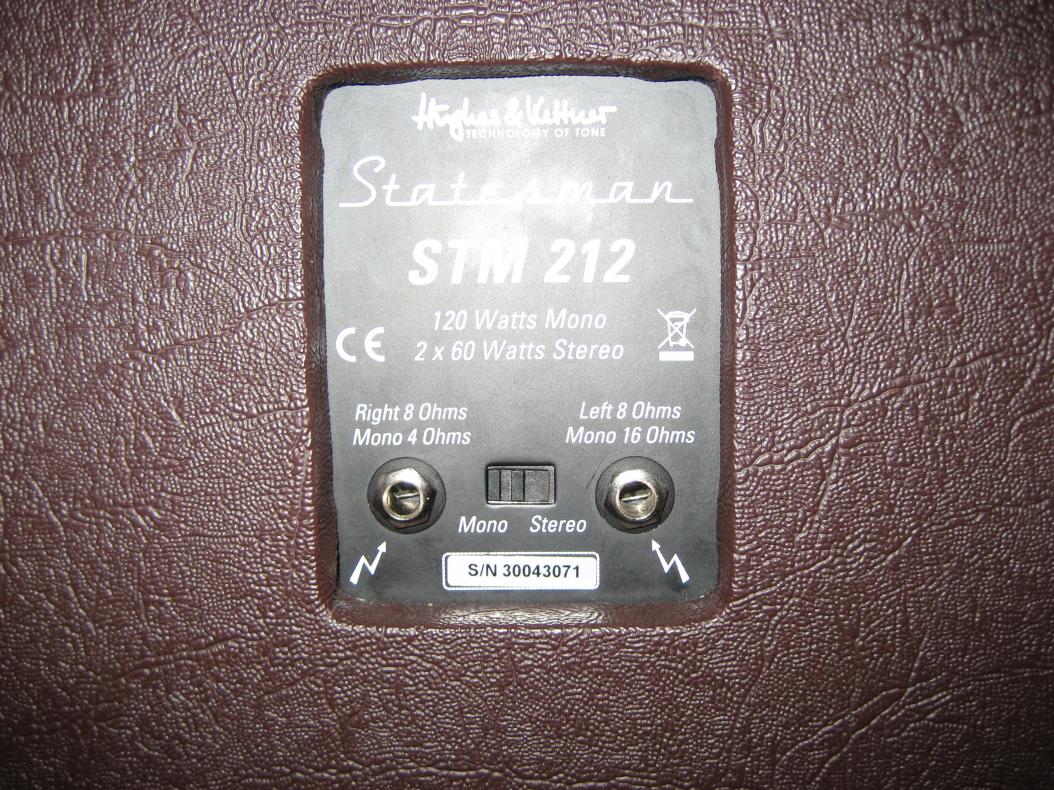 Hughes & Kettner
TECHNOLOGY OF TONE
Statesman
STM 212
120 Watts Mono
2 x 60 Watts Stereo
CE
Right 8 Ohms
Mono 4 Ohms
Left 8 Ohms
Mono 16 Ohms
Mono Stereo
S/N 30043071